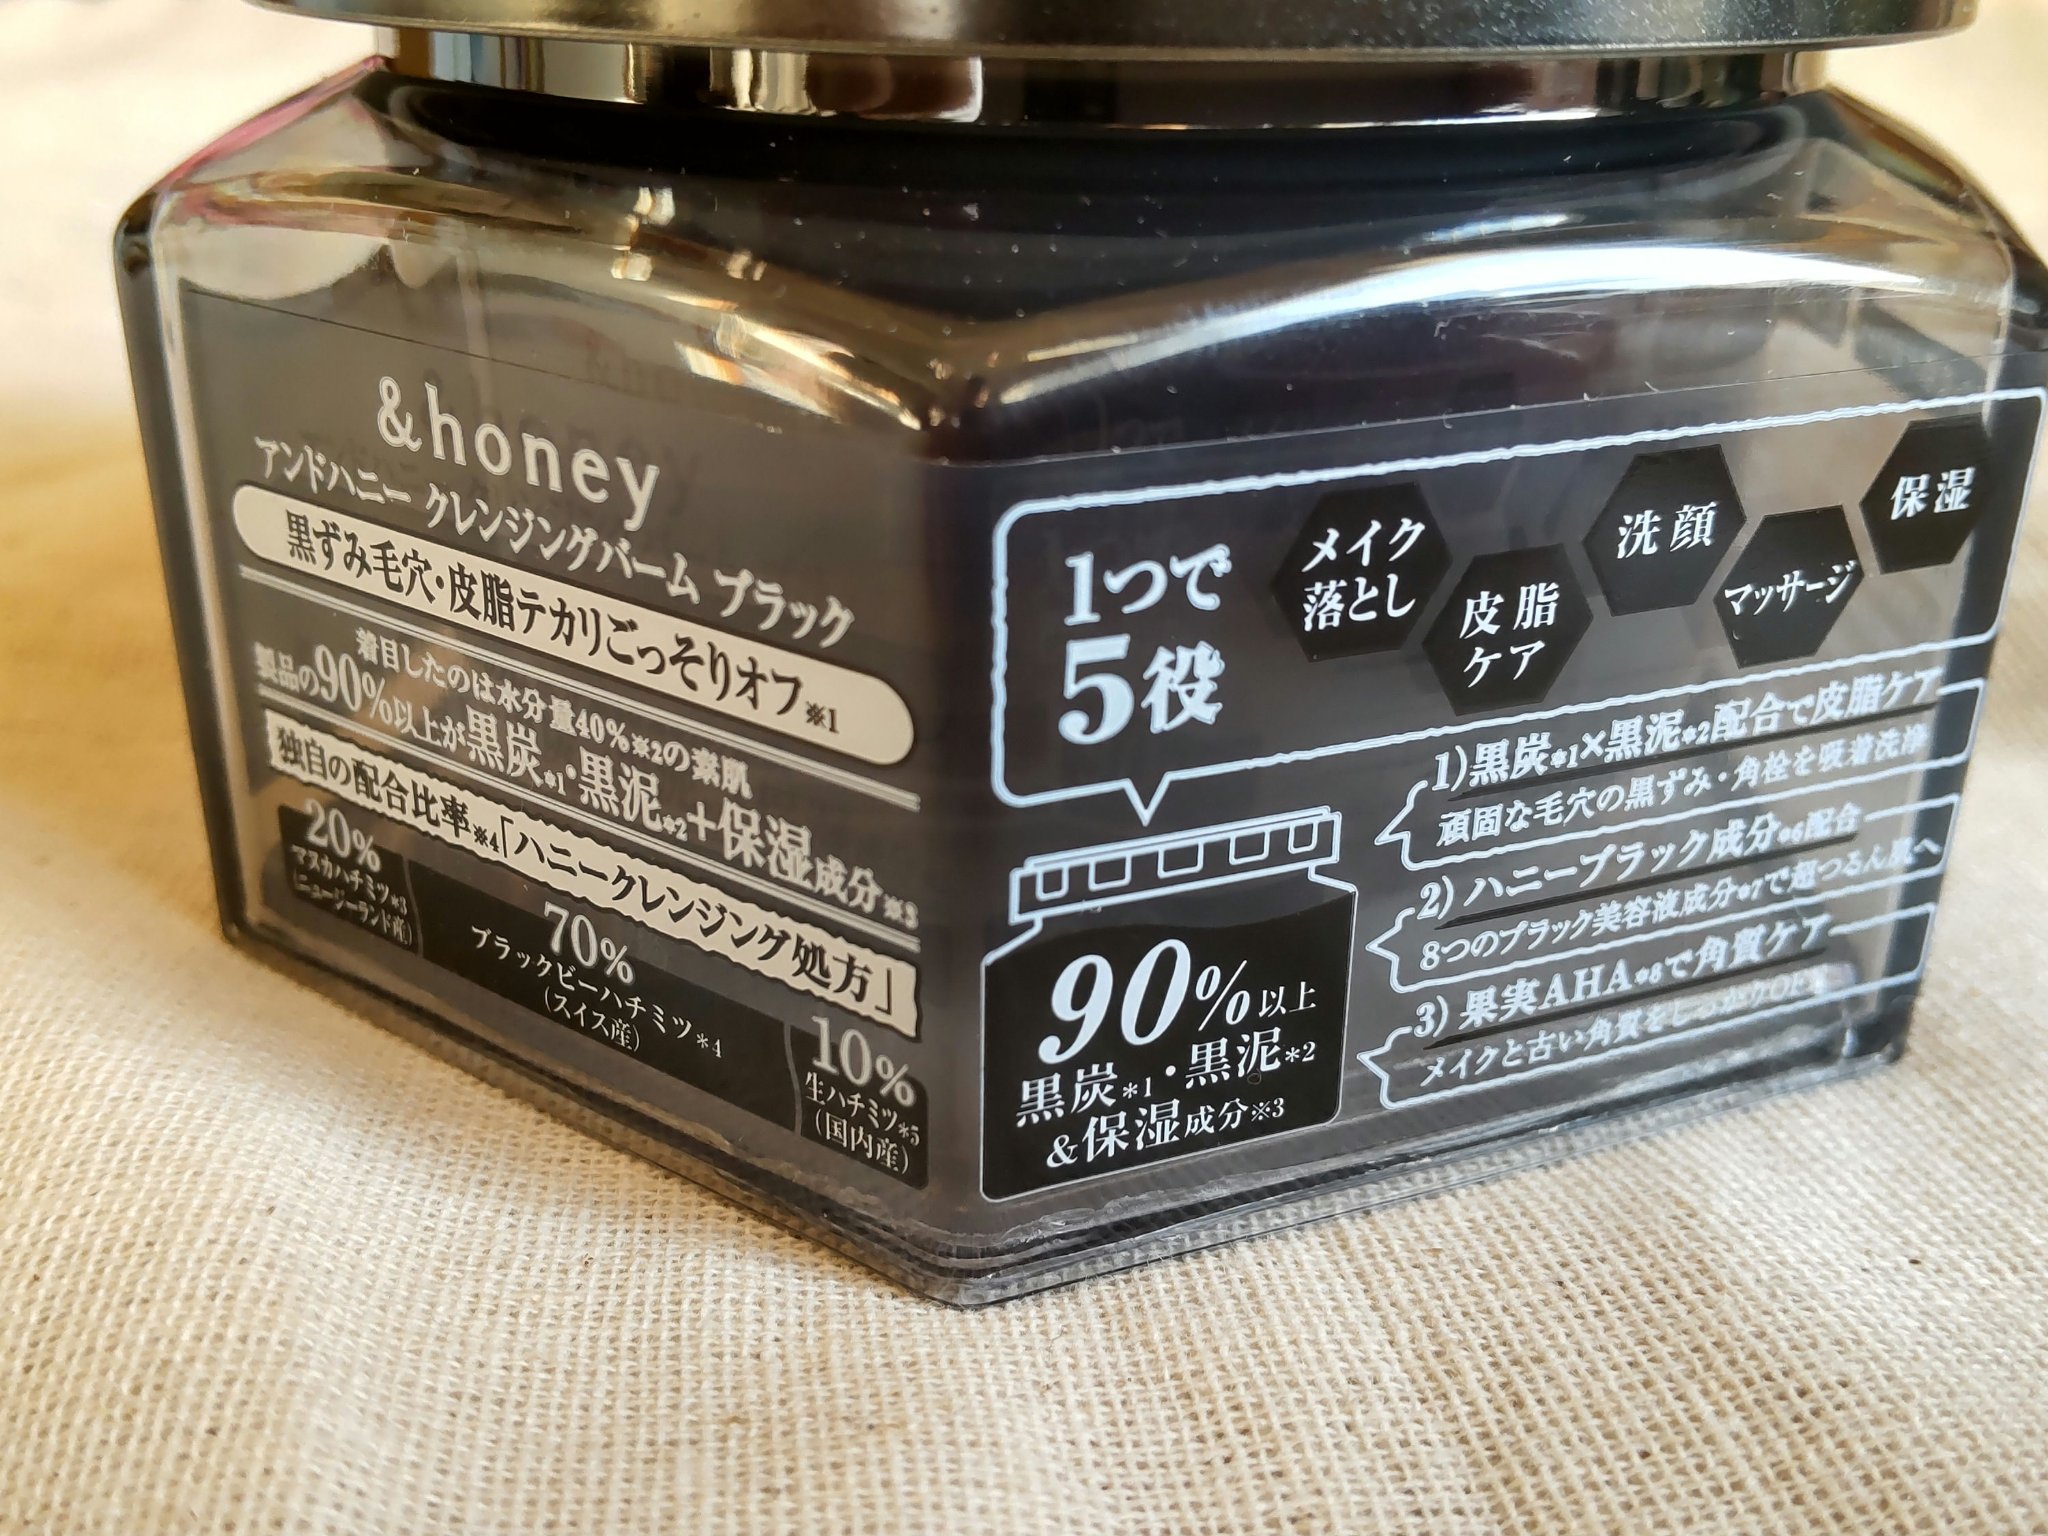 &honey
アンドハニー クレンジングバーム ブラック
黒ずみ毛穴・皮脂テカリごっそりオフ※1
着目したのは水分量40%※2の素肌
製品の90%以上が黒炭*1・黒泥*2+保湿成分※3
独自の配合比率※4「ハニークレンジング処方」
20%
マヌカハチミツ*3
(ニュージーランド産)
70%
ブラックビーハチミツ*4
(スイス産)
10%
生ハチミツ*5
(国内産)
1つで
5役
メイク
落とし
皮脂
ケア
洗顔
マッサージ
保湿
90%以上
黒炭*1・黒泥*2
&保湿成分※3
1)黒炭*1×黒泥*2配合で皮脂ケア
頑固な毛穴の黒ずみ・角栓を吸着洗浄
2)ハニーブラック成分*6配合
8つのブラック美容液成分*7で超つるん肌へ
3)果実AHA*8で角質ケア
メイクと古い角質をしっかりOFF